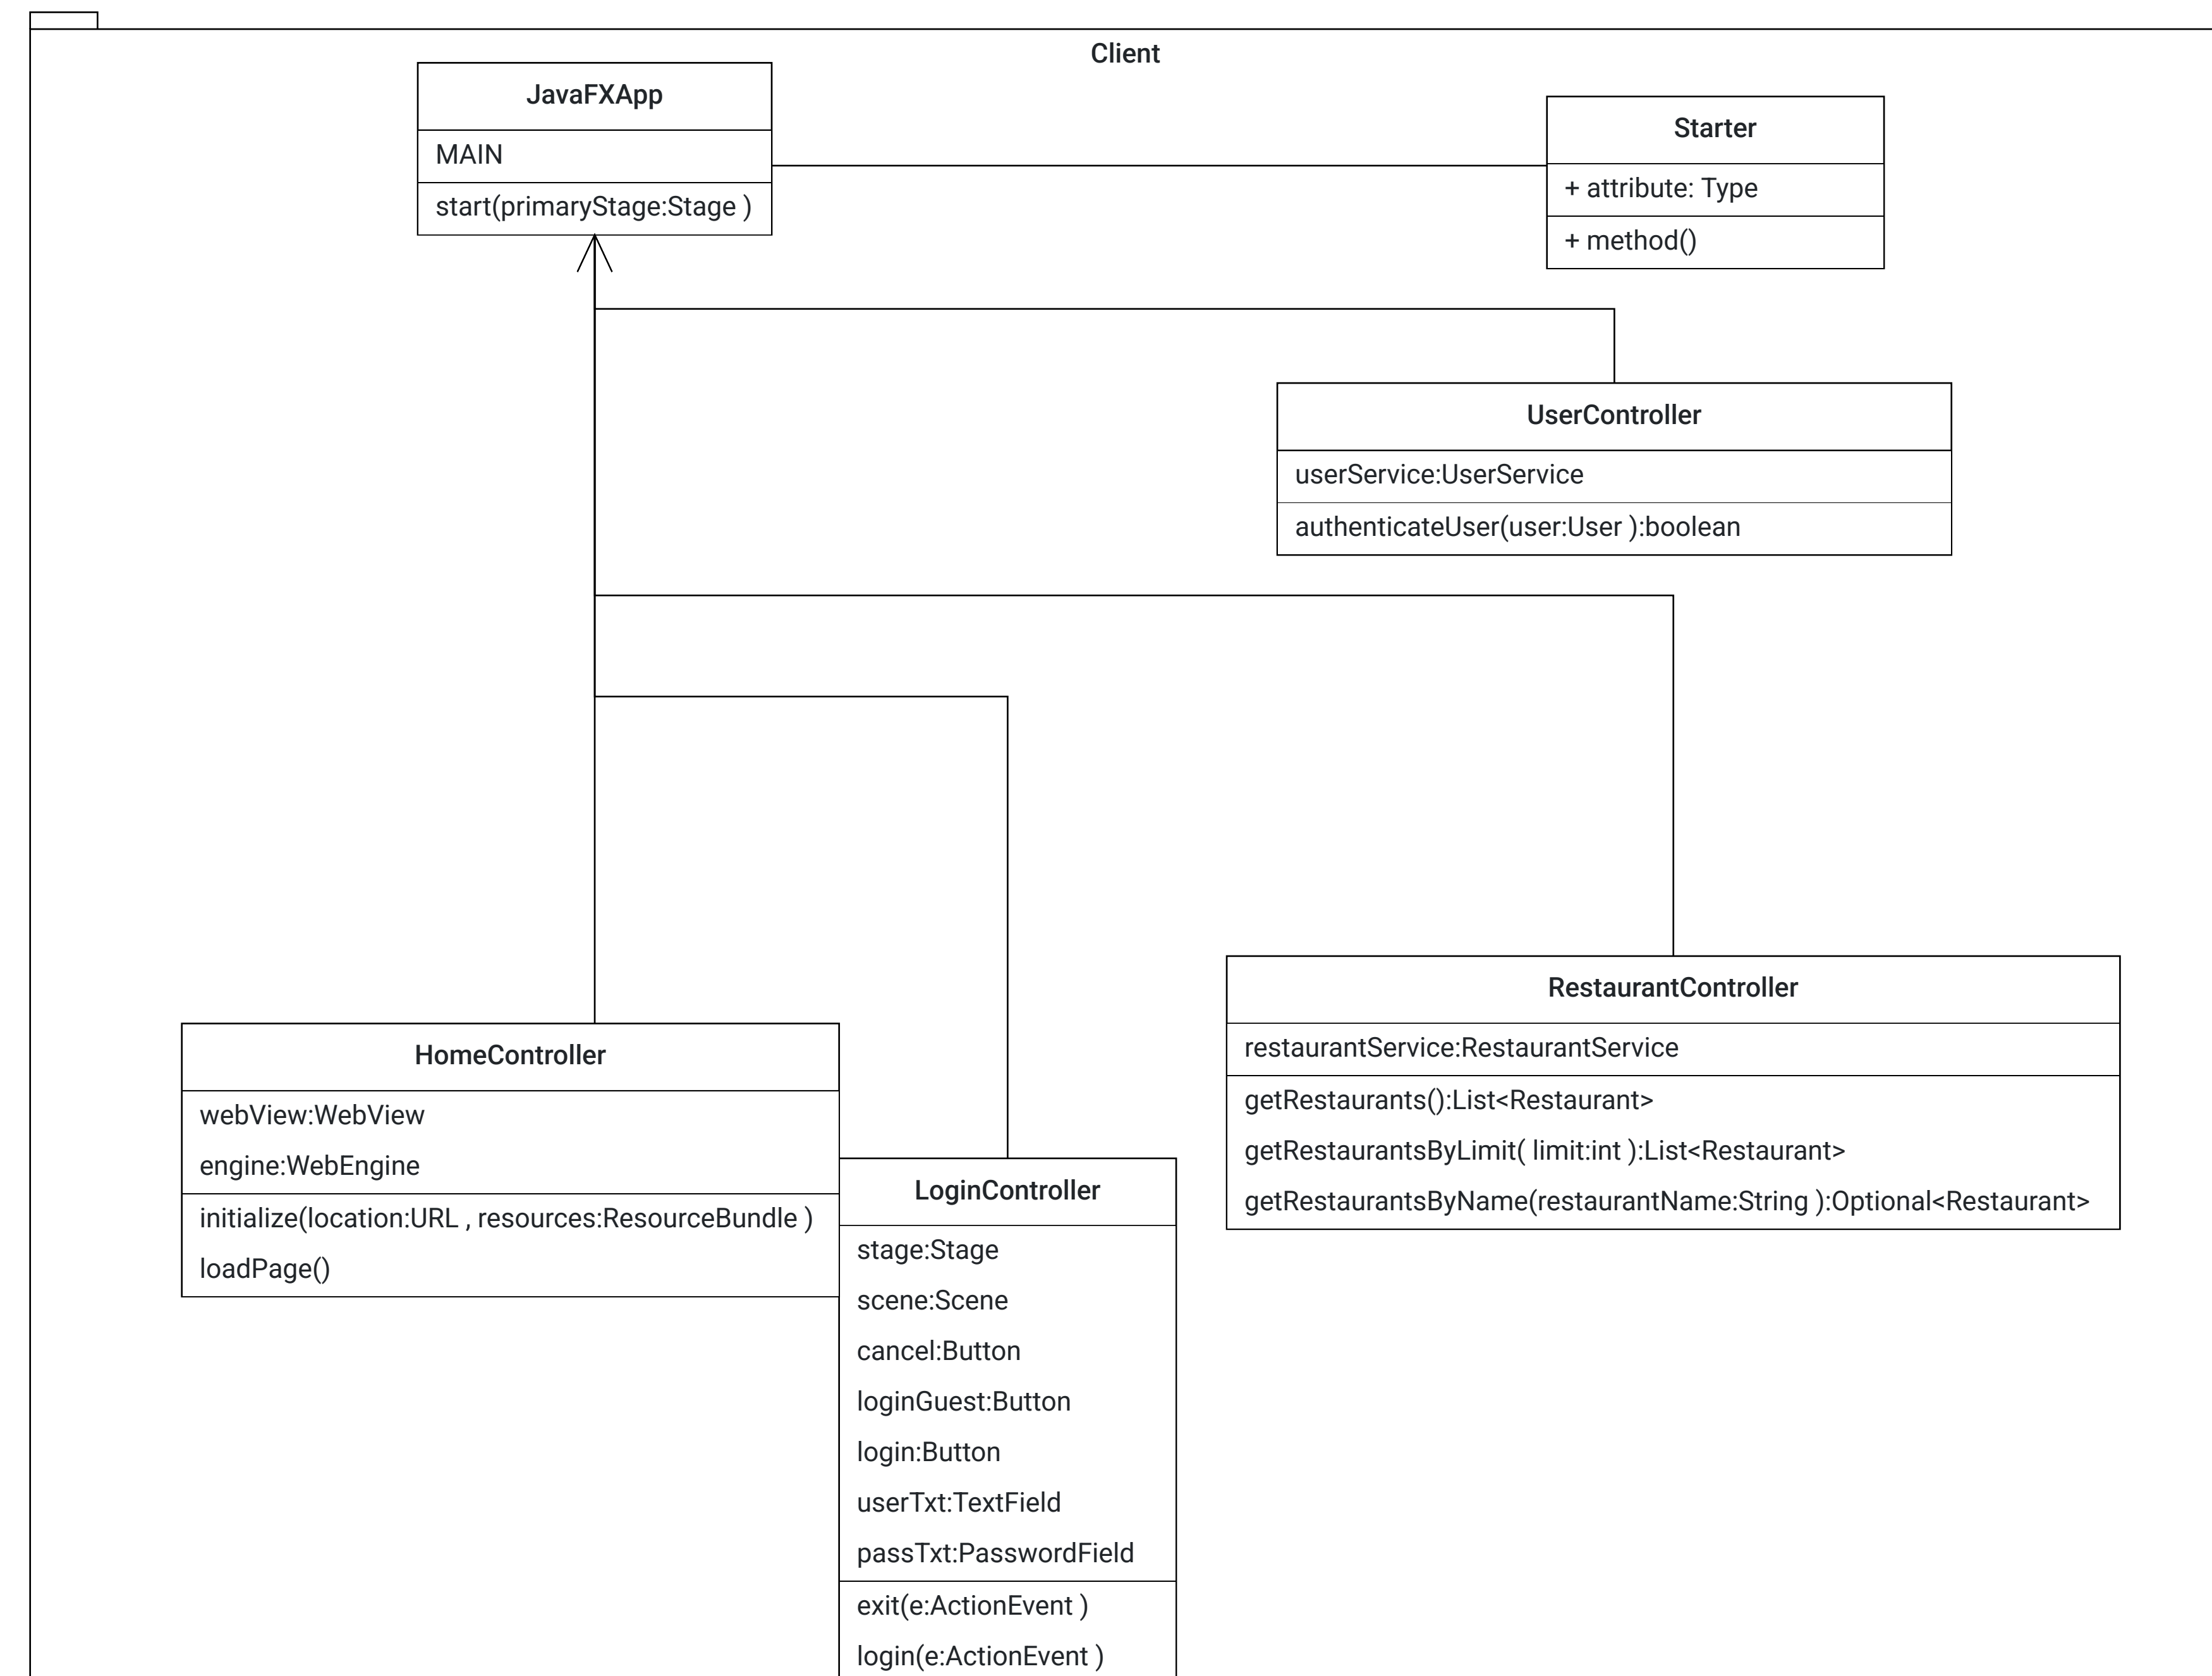 Client
JavaFXApp
MAIN
start(primaryStage:Stage )
Starter
+ attribute: Type
+ method()
UserController
userService:UserService
authenticateUser(user:User ):boolean
RestaurantController
restaurantService:RestaurantService
getRestaurants():List<Restaurant>
getRestaurantsByLimit( limit:int ):List<Restaurant>
getRestaurantsByName(restaurantName:String ):Optional<Restaurant>
HomeController
webView:WebView
engine:WebEngine
initialize(location:URL , resources:ResourceBundle )
loadPage()
LoginController
stage:Stage
scene:Scene
cancel:Button
loginGuest:Button
login:Button
userTxt:TextField
passTxt:PasswordField
exit(e:ActionEvent )
login(e:ActionEvent )